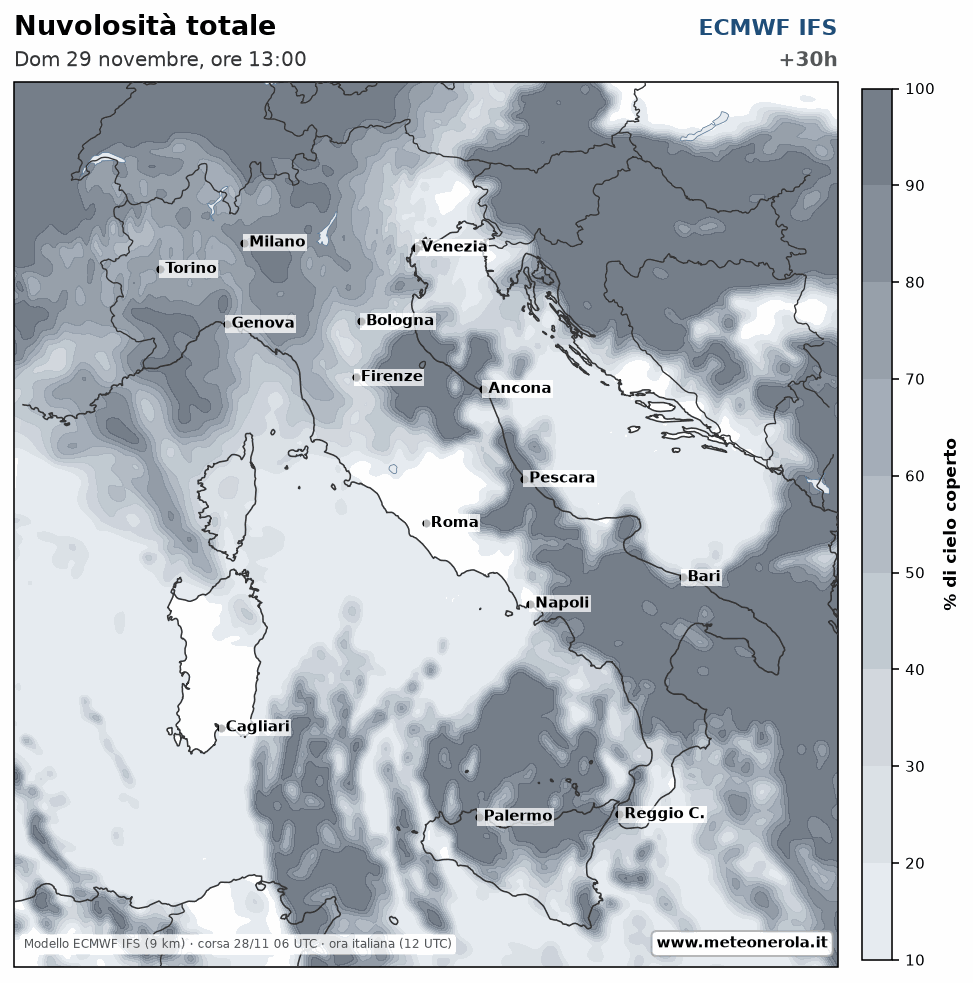 Nuvolosità totale
ECMWF IFS
Dom 29 novembre, ore 13:00
+30h
100
90
80
70
60
50
40
30
20
10
% di cielo coperto
Milano
Venezia
Torino
Genova
Bologna
Firenze
Ancona
Pescara
Roma
Bari
Napoli
Cagliari
Palermo
Reggio C.
Modello ECMWF IFS (9 km) · corsa 28/11 06 UTC · ora italiana (12 UTC)
www.meteonerola.it